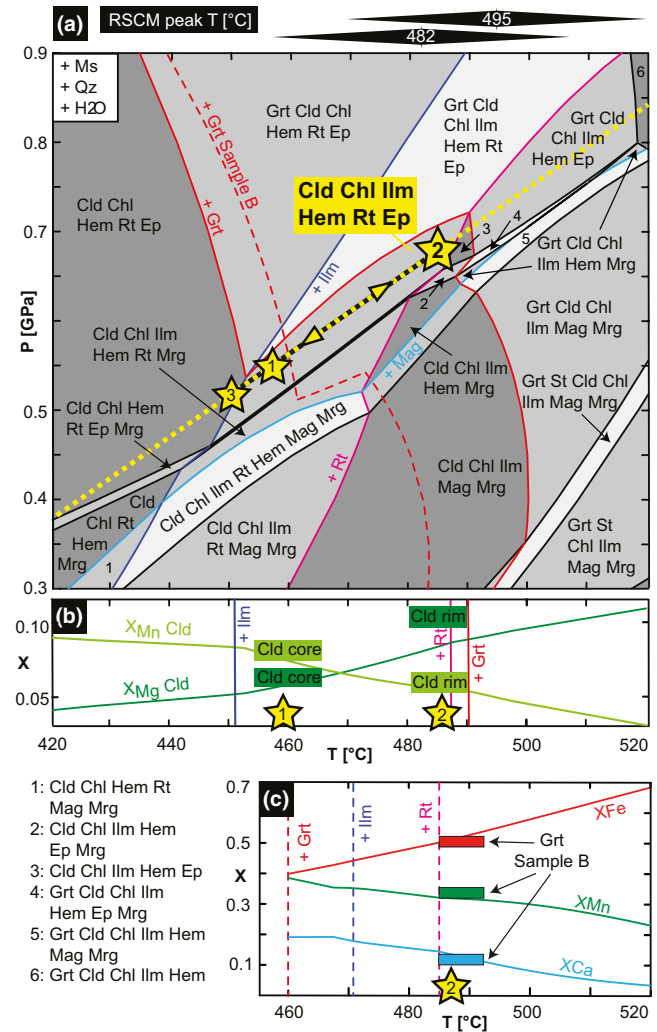 (a)
RSCM peak T [°C]
495
482
+ Ms
+ Qz
+ H2O
0.9
0.8
0.7
0.6
0.5
0.4
0.3
P [GPa]
Grt Cld Chl
Hem Rt Ep
Grt Cld
Chl Ilm
Hem Rt
Ep
Grt Cld
Chl Ilm
Hem Ep
6
+ Grt Sample B
+ Grt
Cld Chl
Hem Rt Ep
Cld Chl Ilm
Hem Rt Ep
+ Ilm
2
3
4
5
2
1
3
Grt Cld Chl
Ilm Hem Mrg
Grt Cld Chl
Ilm Mag Mrg
Cld Chl Ilm
Hem Rt Mrg
+ Mag
Cld Chl Ilm
Hem Mrg
Cld Chl Hem
Rt Ep Mrg
Grt St Cld Chl
Ilm Mag Mrg
Cld Chl Ilm Rt Hem Mag Mrg
+ Rt
Cld Chl Ilm
Mag Mrg
Cld
Chl Rt
Hem
Mrg
1
Cld Chl Ilm
Rt Mag Mrg
Grt St
Chl Ilm
Mag Mrg
(b)
0.10
X
0.05
XMn Cld
XMg Cld
+ Ilm
Cld core
Cld core
Cld rim
Cld rim
+ Rt
+ Grt
1
2
420
440
460
480
500
520
T [°C]
1: Cld Chl Hem Rt
Mag Mrg
2: Cld Chl Ilm Hem
Ep Mrg
3: Cld Chl Ilm Hem Ep
4: Grt Cld Chl Ilm
Hem Ep Mrg
5: Grt Cld Chl Ilm Hem
Mag Mrg
6: Grt Cld Chl Ilm Hem
(c)
0.7
0.5
X
0.3
0.1
+ Grt
+ Ilm
+ Rt
XFe
Grt
Sample B
XMn
XCa
2
460
480
500
T [°C]